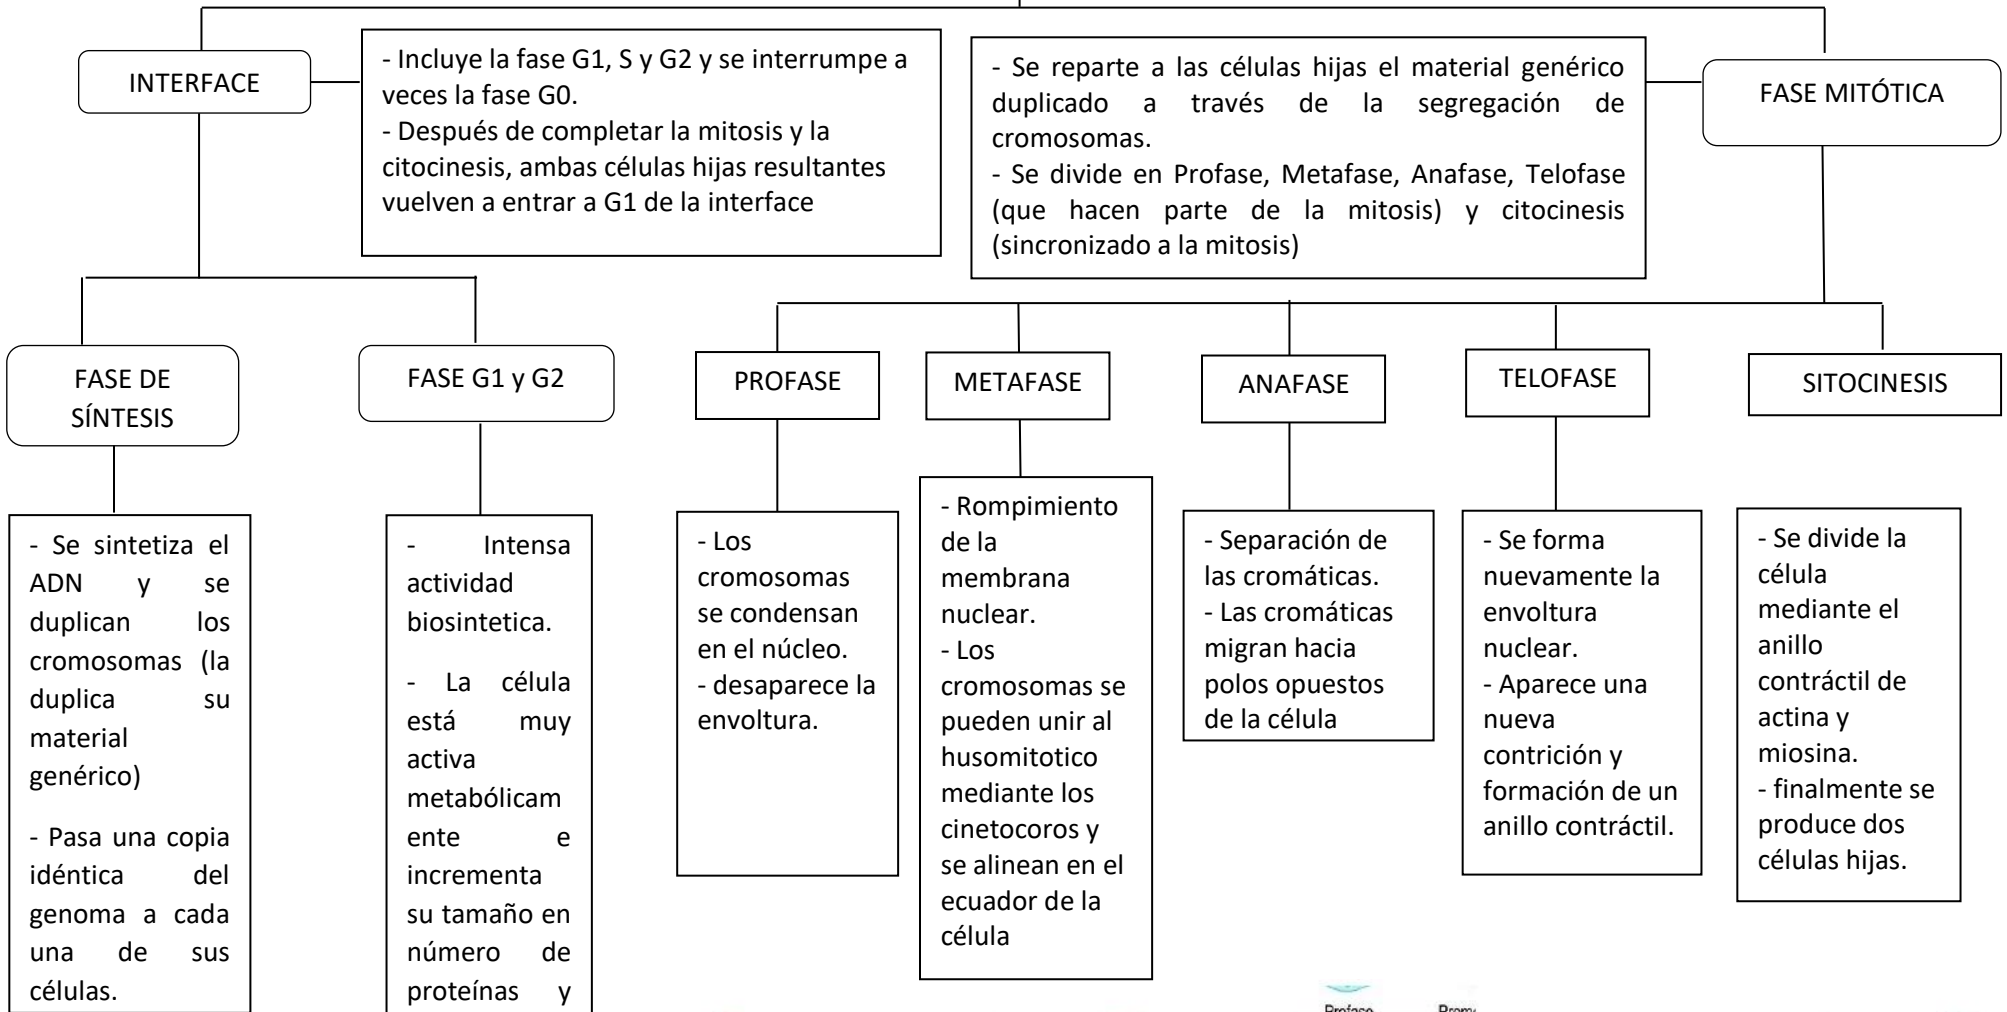 INTERFACE
- Incluye la fase G1, S y G2 y se interrumpe a
veces la fase G0.
- Después de completar la mitosis y la
citocinesis, ambas células hijas resultantes
vuelven a entrar a G1 de la interface
- Se reparte a las células hijas el material genérico
duplicado a través de la segregación de
cromosomas.
- Se divide en Profase, Metafase, Anafase, Telofase
(que hacen parte de la mitosis) y citocinesis
(sincronizado a la mitosis)
FASE MITÓTICA
FASE DE
SÍNTESIS
FASE G1 y G2
PROFASE
METAFASE
ANAFASE
TELOFASE
SITOCINESIS
- Se sintetiza el
ADN y se
duplican los
cromosomas (la
duplica su
material
genérico)
- Pasa una copia
idéntica del
genoma a cada
una de sus
células.
- Intensa
actividad
biosintetica.
- La célula
está muy
activa
metabólicam
ente e
incrementa
su tamaño en
número de
proteínas y
- Los
cromosomas
se condensan
en el núcleo.
- desaparece la
envoltura.
- Rompimiento
de la
membrana
nuclear.
- Los
cromosomas se
pueden unir al
husomitotico
mediante los
cinetocoros y
se alinean en el
ecuador de la
célula
- Separación de
las cromáticas.
- Las cromáticas
migran hacia
polos opuestos
de la célula
- Se forma
nuevamente la
envoltura
nuclear.
- Aparece una
nueva
contrición y
formación de un
anillo contráctil.
- Se divide la
célula
mediante el
anillo
contráctil de
actina y
miosina.
- finalmente se
produce dos
células hijas.
Profase